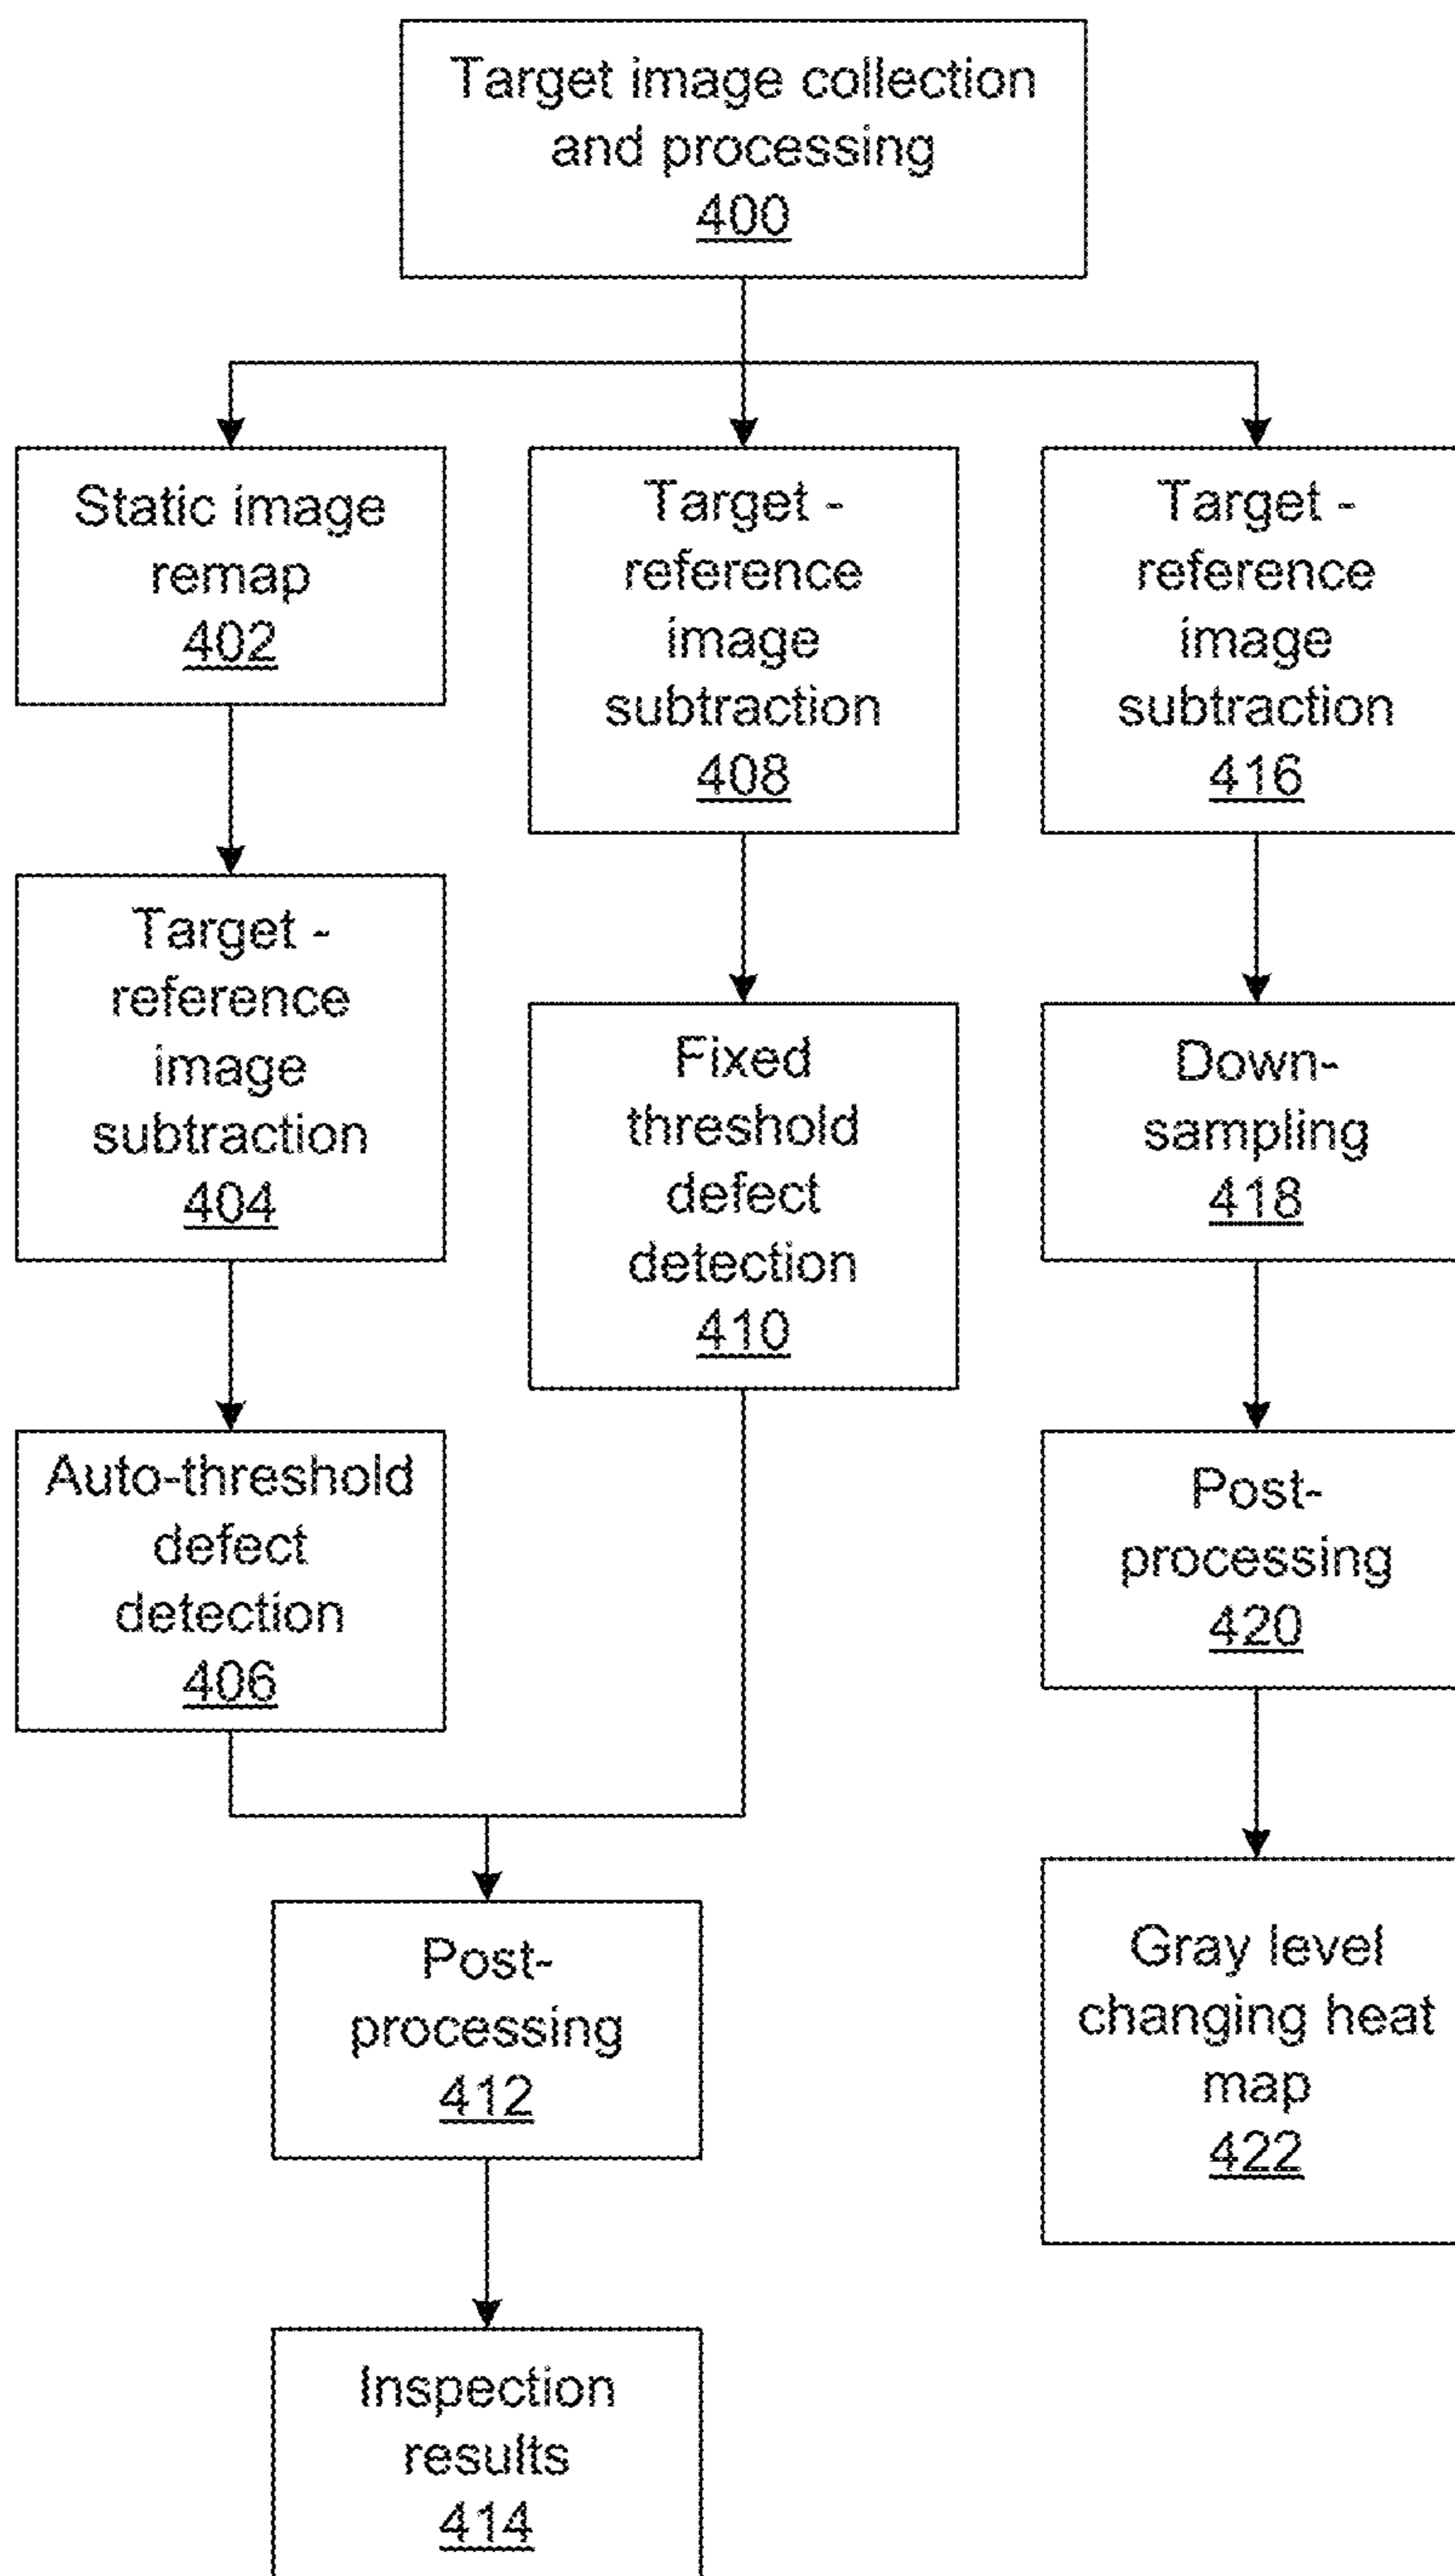 Target image collection
and processing
400
Static image
remap
402
Target -
reference
image
subtraction
404
Auto-threshold
defect
detection
406
Target -
reference
image
subtraction
408
Fixed
threshold
defect
detection
410
Post-
processing
412
Inspection
results
414
Target -
reference
image
subtraction
416
Down-
sampling
418
Post-
processing
420
Gray level
changing heat
map
422